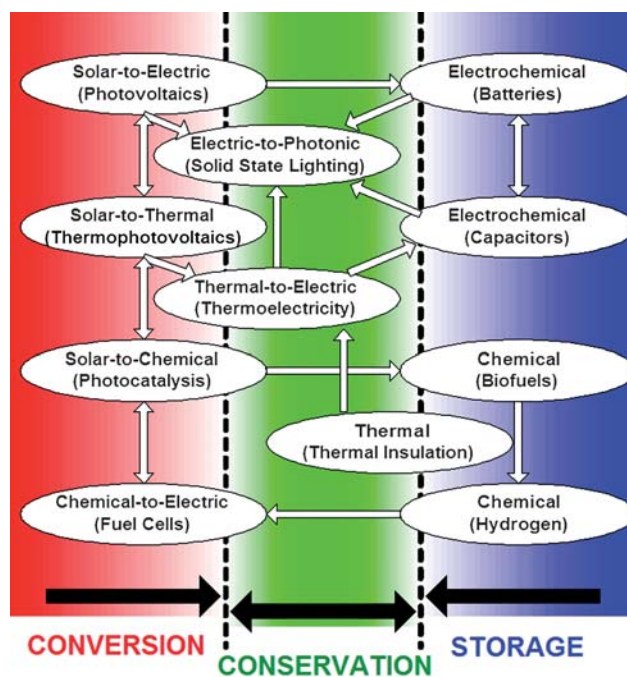 Solar-to-Electric
(Photovoltaics)
Electrochemical
(Batteries)
Electric-to-Photonic
(Solid State Lighting)
Solar-to-Thermal
(Thermophotovoltaics)
Electrochemical
(Capacitors)
Thermal-to-Electric
(Thermoelectricity)
Solar-to-Chemical
(Photocatalysis)
Chemical
(Biofuels)
Thermal
(Thermal Insulation)
Chemical-to-Electric
(Fuel Cells)
Chemical
(Hydrogen)
CONVERSION
CONSERVATION
STORAGE